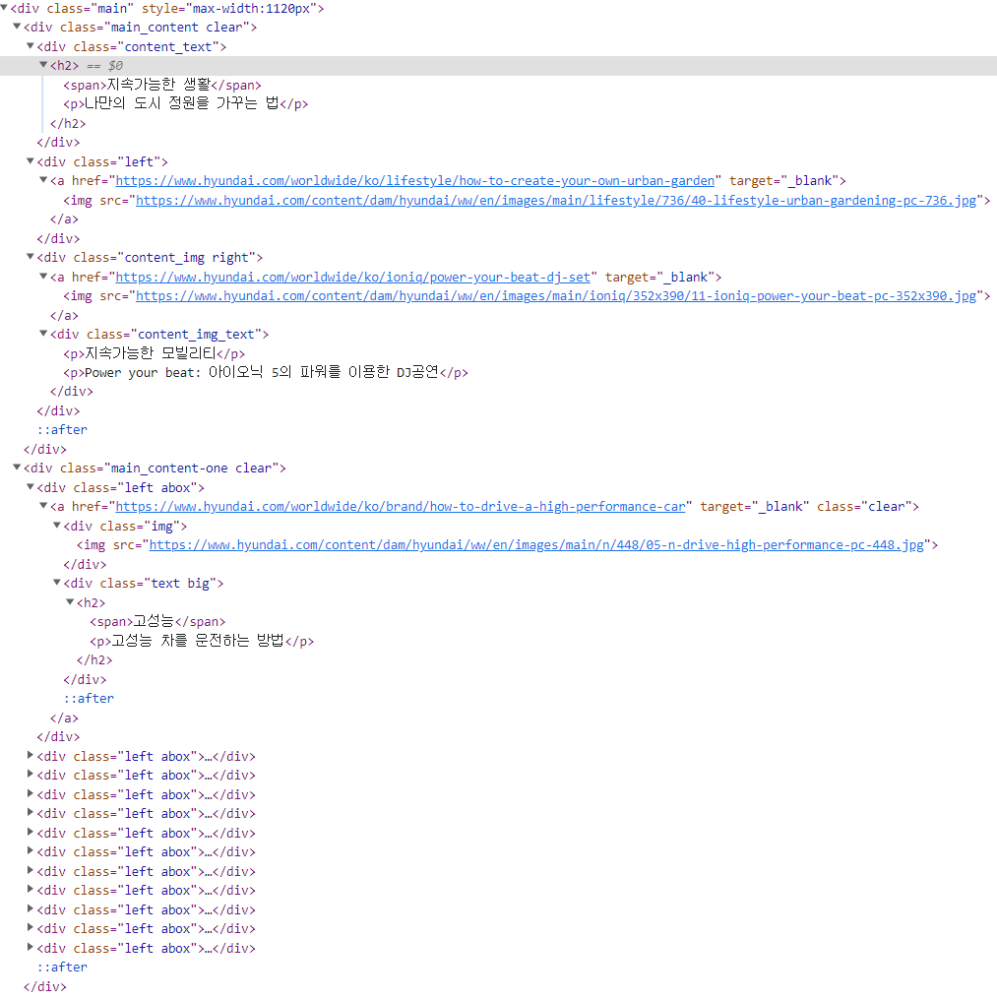 <div class="main" style="max-width:1120px">
<div class="main_content clear">
<div class="content_text">
<h2> == $0
<span>지속가능한 생활</span>
<p>나만의 도시 정원을 가꾸는 법</p>
</h2>
</div>
<div class="left">
<a href="https://www.hyundai.com/worldwide/ko/lifestyle/how-to-create-your-own-urban-garden" target="_blank">
<img src="https://www.hyundai.com/content/dam/hyundai/ww/en/images/main/lifestyle/736/40-lifestyle-urban-gardening-pc-736.jpg">
</a>
</div>
<div class="content_img right">
<a href="https://www.hyundai.com/worldwide/ko/ioniq/power-your-beat-dj-set" target="_blank">
<img src="https://www.hyundai.com/content/dam/hyundai/ww/en/images/main/ioniq/352x390/11-ioniq-power-your-beat-pc-352x390.jpg">
</a>
<div class="content_img_text">
<p>지속가능한 모빌리티</p>
<p>Power your beat: 아이오닉 5의 파워를 이용한 DJ공연</p>
</div>
</div>
::after
</div>
<div class="main_content-one clear">
<div class="left abox">
<a href="https://www.hyundai.com/worldwide/ko/brand/how-to-drive-a-high-performance-car" target="_blank" class="clear">
<div class="img">
<img src="https://www.hyundai.com/content/dam/hyundai/ww/en/images/main/n/448/05-n-drive-high-performance-pc-448.jpg">
</div>
<div class="text big">
<h2>
<span>고성능</span>
<p>고성능 차를 운전하는 방법</p>
</h2>
</div>
::after
</a>
</div>
<div class="left abox">…</div>
<div class="left abox">…</div>
<div class="left abox">…</div>
<div class="left abox">…</div>
<div class="left abox">…</div>
<div class="left abox">…</div>
<div class="left abox">…</div>
<div class="left abox">…</div>
<div class="left abox">…</div>
<div class="left abox">…</div>
<div class="left abox">…</div>
::after
</div>